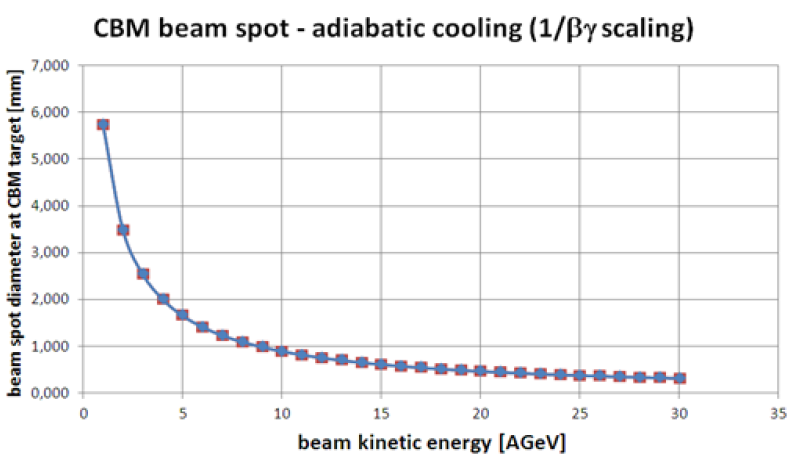 CBM beam spot - adiabatic cooling (1/βγ scaling)
beam spot diameter at CBM target [mm]
7,000
6,000
5,000
4,000
3,000
2,000
1,000
0,000
0 5 10 15 20 25 30 35
beam kinetic energy [AGeV]